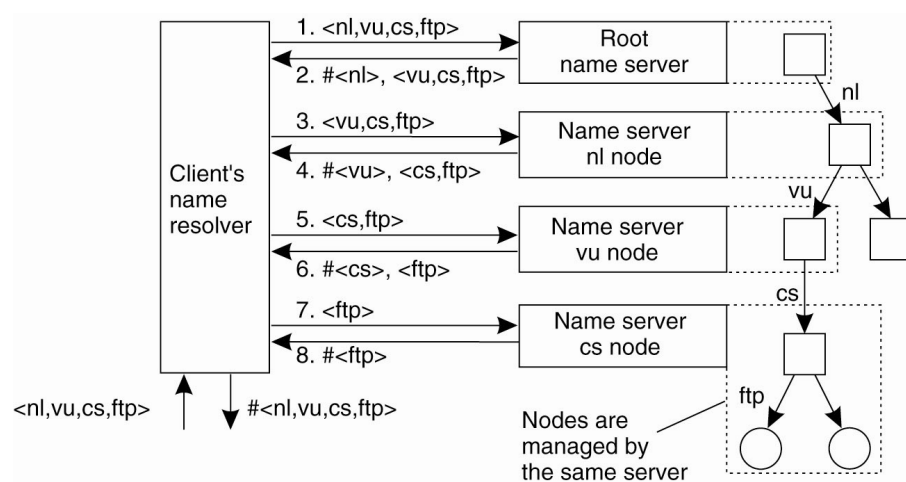 1. <nl,vu,cs,ftp>
2. #<nl>, <vu,cs,ftp>
3. <vu,cs,ftp>
4. #<vu>, <cs,ftp>
5. <cs,ftp>
6. #<cs>, <ftp>
7. <ftp>
8. #<ftp>
Client's
name
resolver
<nl,vu,cs,ftp>
#<nl,vu,cs,ftp>
Root
name server
Name server
nl node
Name server
vu node
Name server
cs node
nl
vu
cs
ftp
Nodes are
managed by
the same server